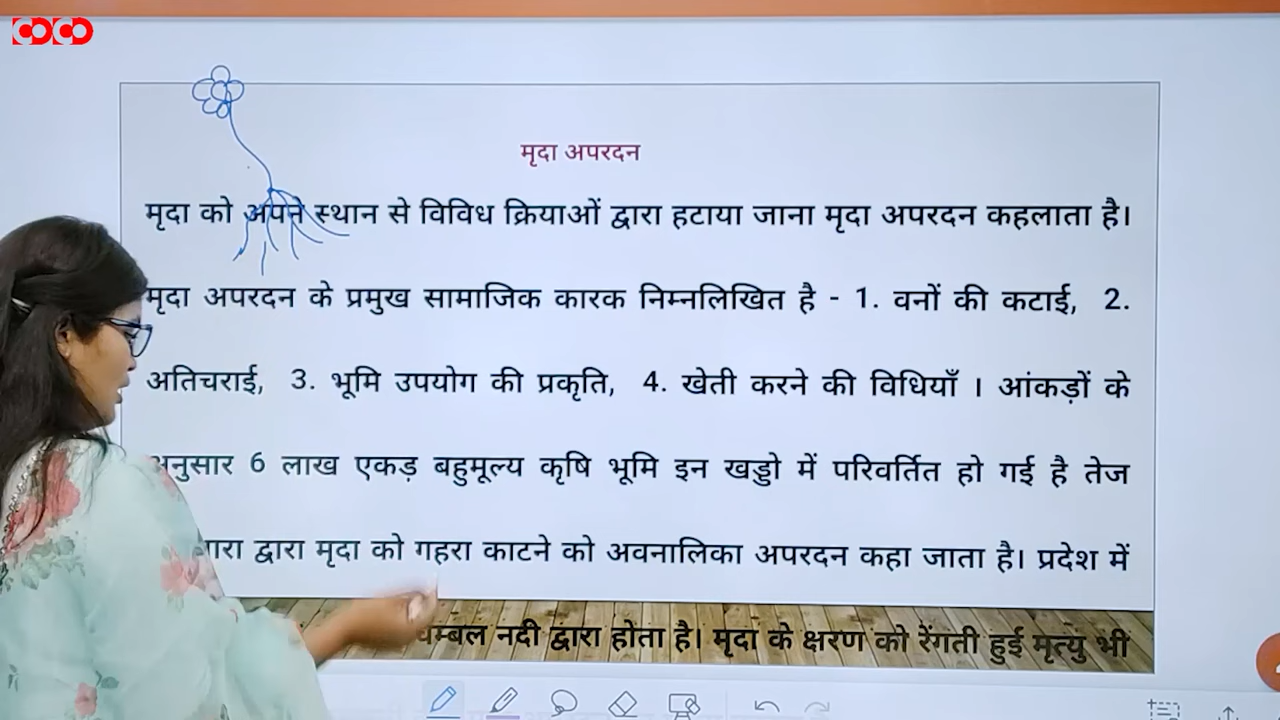 COCO
मृदा अपरदन
मृदा को अपने स्थान से विविध क्रियाओं द्वारा हटाया जाना मृदा अपरदन कहलाता है।
मृदा अपरदन के प्रमुख सामाजिक कारक निम्नलिखित है - 1. वनों की कटाई, 2.
अतिचराई, 3. भूमि उपयोग की प्रकृति, 4. खेती करने की विधियाँ । आंकड़ों के
अनुसार 6 लाख एकड़ बहुमूल्य कृषि भूमि इन खड्डो में परिवर्तित हो गई है तेज
द्वारा मृदा को गहरा काटने को अवनालिका अपरदन कहा जाता है। प्रदेश में
चम्बल नदी द्वारा होता है। मृदा के क्षरण को रेंगती हुई मृत्यु भी